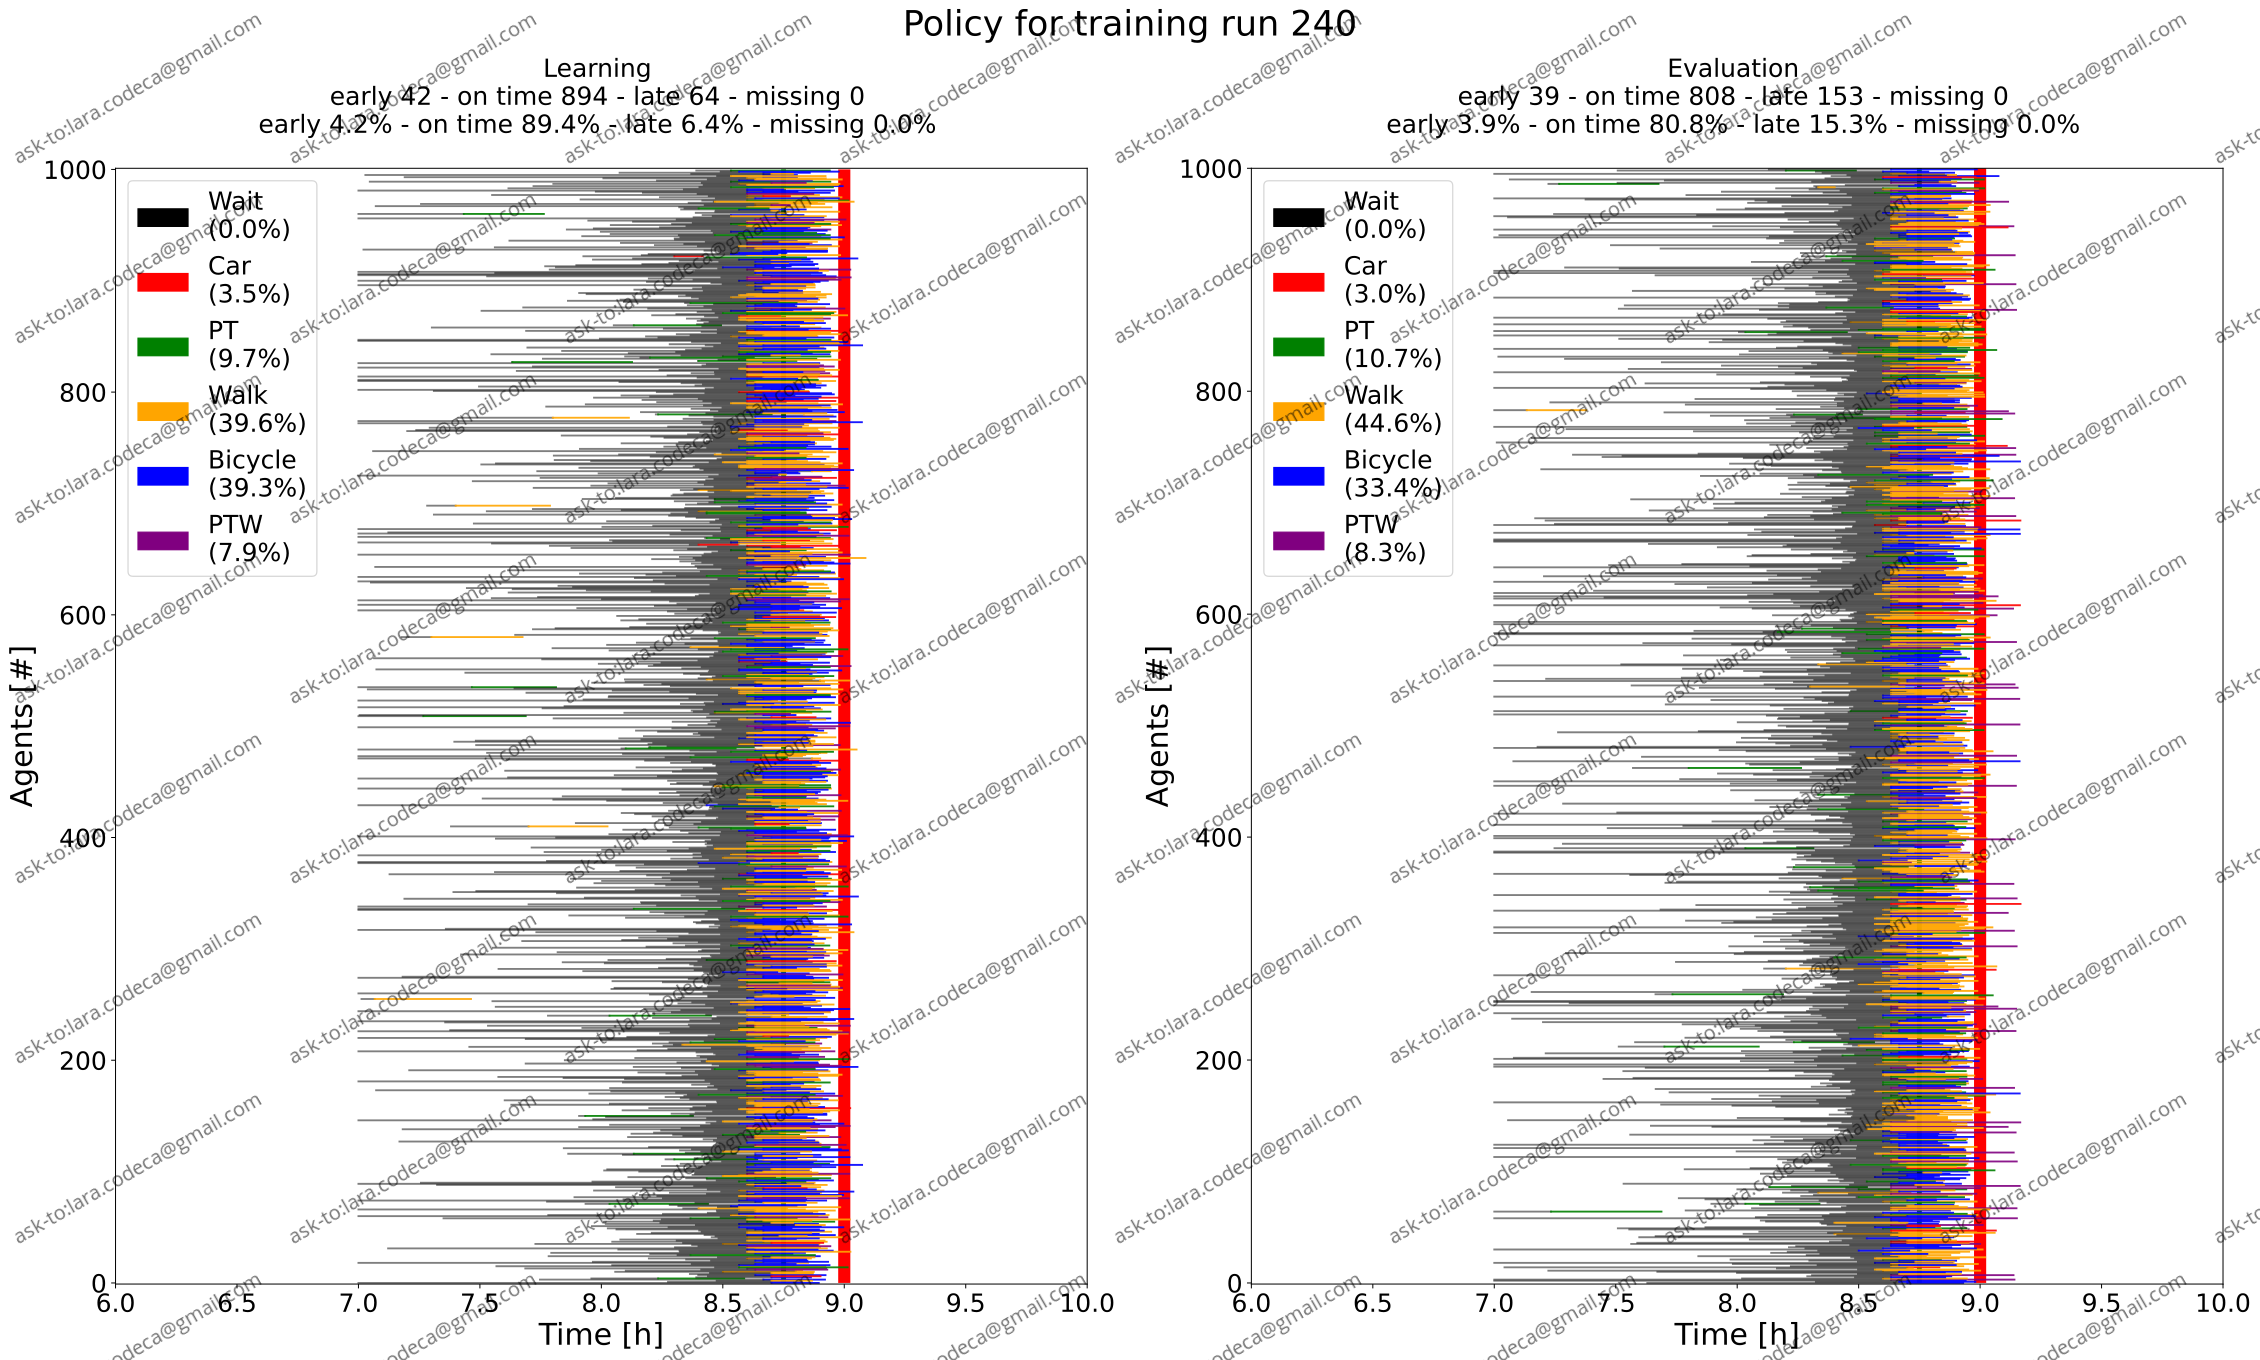 Policy for training run 240
Learning
early 42 - on time 894 - late 64 - missing 0
early 4.2% - on time 89.4% - late 6.4% - missing 0.0%
1000
800
600
400
200
0
Agents [#]
Wait
(0.0%)
Car
(3.5%)
PT
(9.7%)
Walk
(39.6%)
Bicycle
(39.3%)
PTW
(7.9%)
6.0 6.5 7.0 7.5 8.0 8.5 9.0 9.5 10.0
Time [h]
Evaluation
early 39 - on time 808 - late 153 - missing 0
early 3.9% - on time 80.8% - late 15.3% - missing 0.0%
1000
800
600
400
200
0
Agents [#]
Wait
(0.0%)
Car
(3.0%)
PT
(10.7%)
Walk
(44.6%)
Bicycle
(33.4%)
PTW
(8.3%)
6.0 6.5 7.0 7.5 8.0 8.5 9.0 9.5 10.0
Time [h]
ask-to:lara.codeca@gmail.com